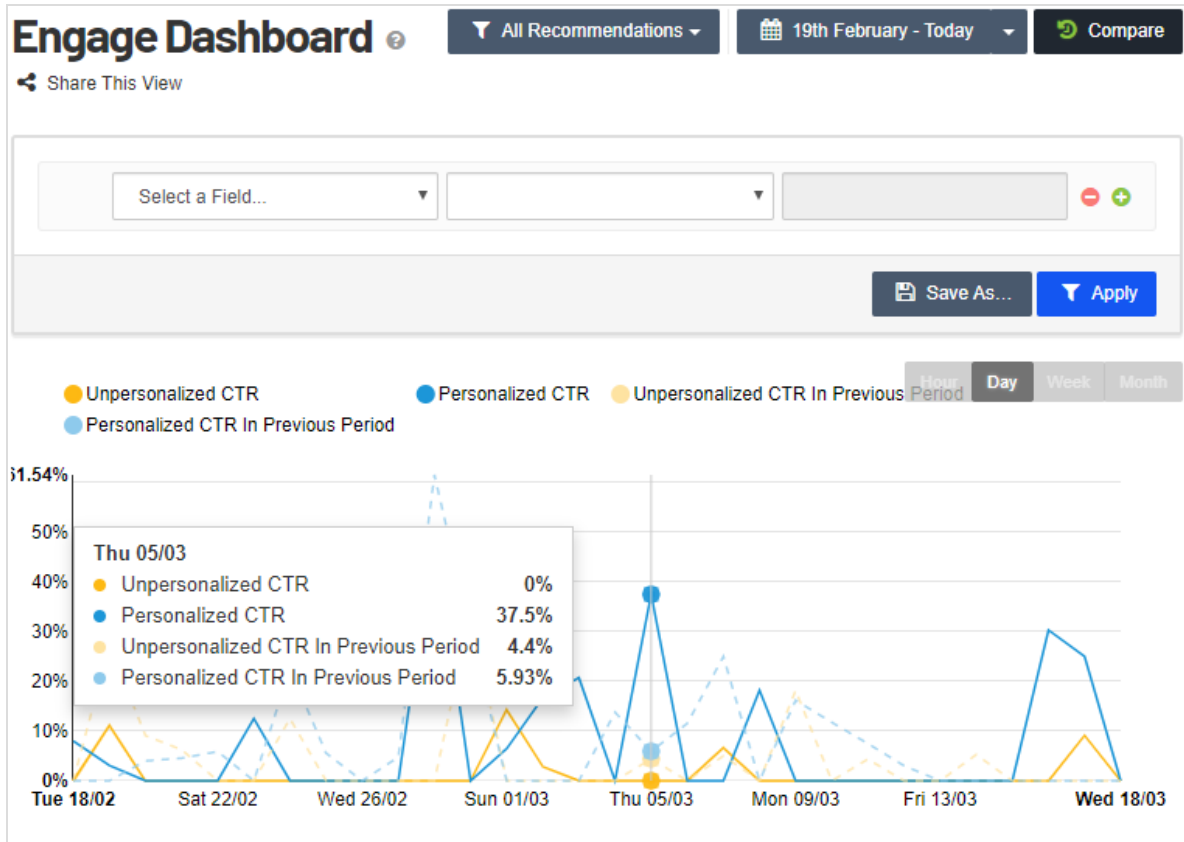 Engage Dashboard ?
All Recommendations
19th February - Today
Compare
Share This View
Select a Field...
Save As...
Apply
Unpersonalized CTR
Personalized CTR
Unpersonalized CTR In Previous Period
Personalized CTR In Previous Period
Hour
Day
Week
Month
61.54%
50%
40%
30%
20%
10%
0%
Thu 05/03
Unpersonalized CTR 0%
Personalized CTR 37.5%
Unpersonalized CTR In Previous Period 4.4%
Personalized CTR In Previous Period 5.93%
Tue 18/02 Sat 22/02 Wed 26/02 Sun 01/03 Thu 05/03 Mon 09/03 Fri 13/03 Wed 18/03